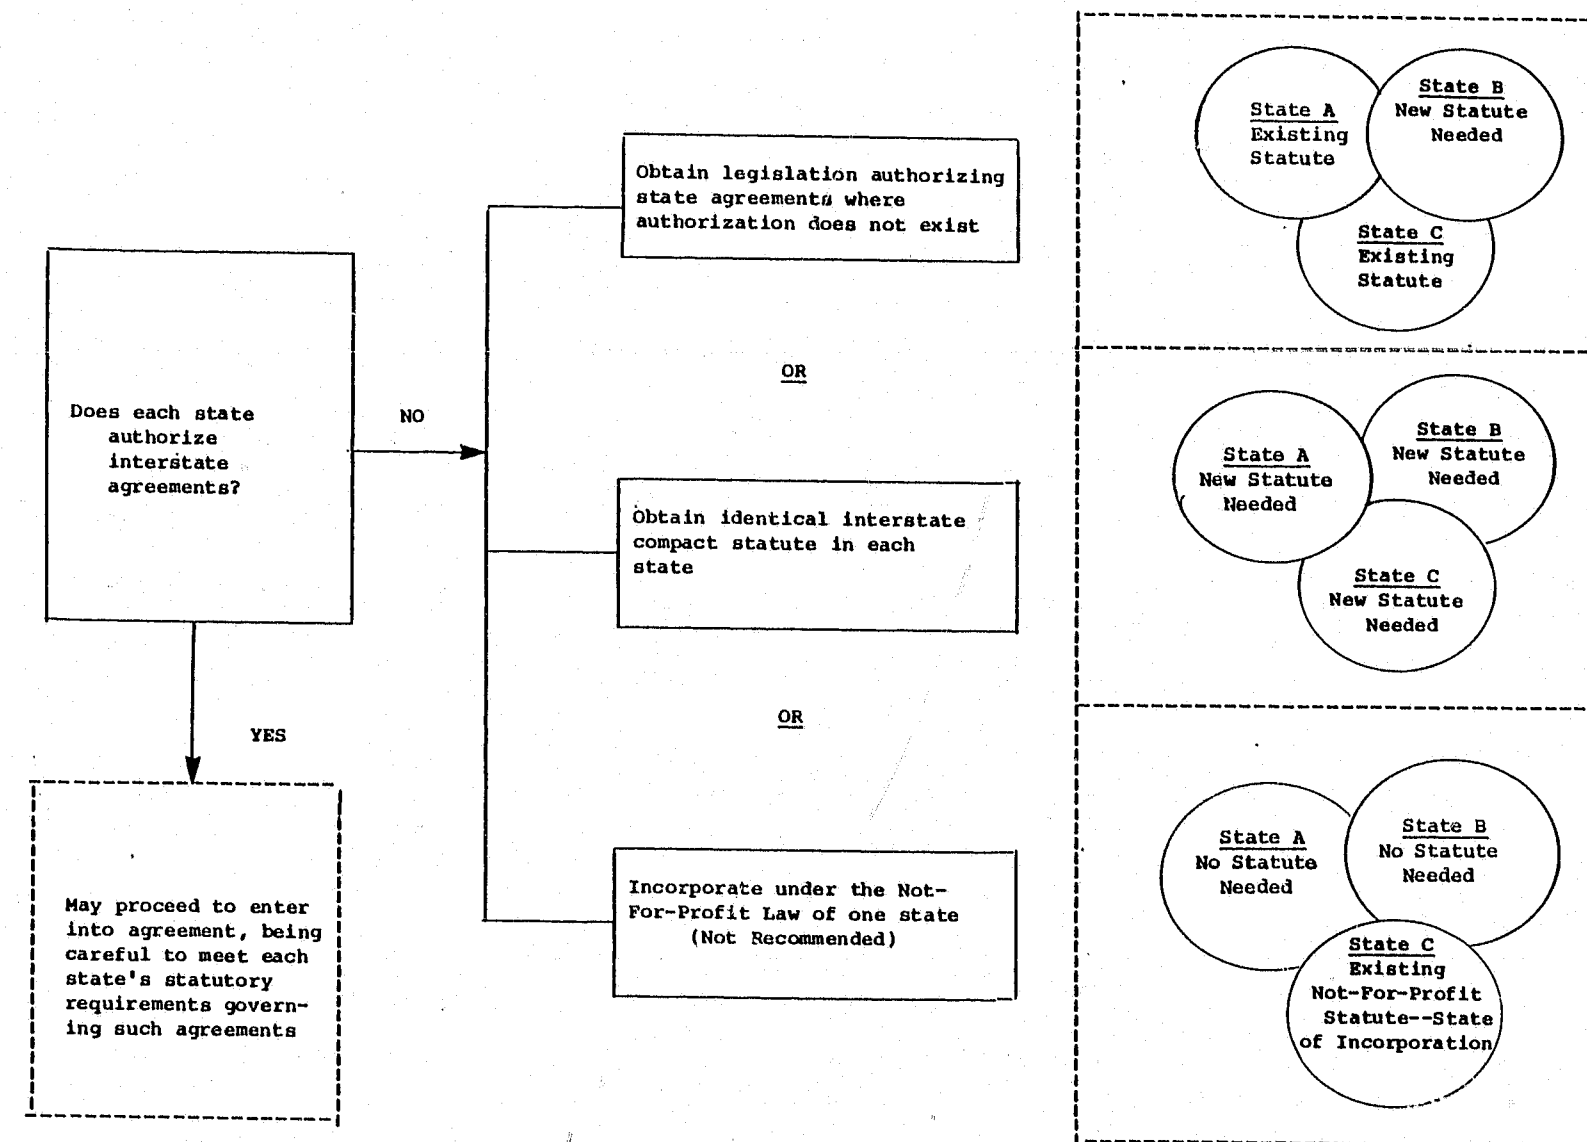 Does each state
authorize
interstate
agreements?
NO
YES
May proceed to enter
into agreement, being
careful to meet each
state's statutory
requirements govern-
ing such agreements
Obtain legislation authorizing
state agreements where
authorization does not exist
OR
Obtain identical interstate
compact statute in each
state
OR
Incorporate under the Not-
For-Profit Law of one state
(Not Recommended)
State A
Existing
Statute
State B
New Statute
Needed
State C
Existing
Statute
State A
New Statute
Needed
State B
New Statute
Needed
State C
New Statute
Needed
State A
No Statute
Needed
State B
No Statute
Needed
State C
Existing
Not-For-Profit
Statute--State
of Incorporation